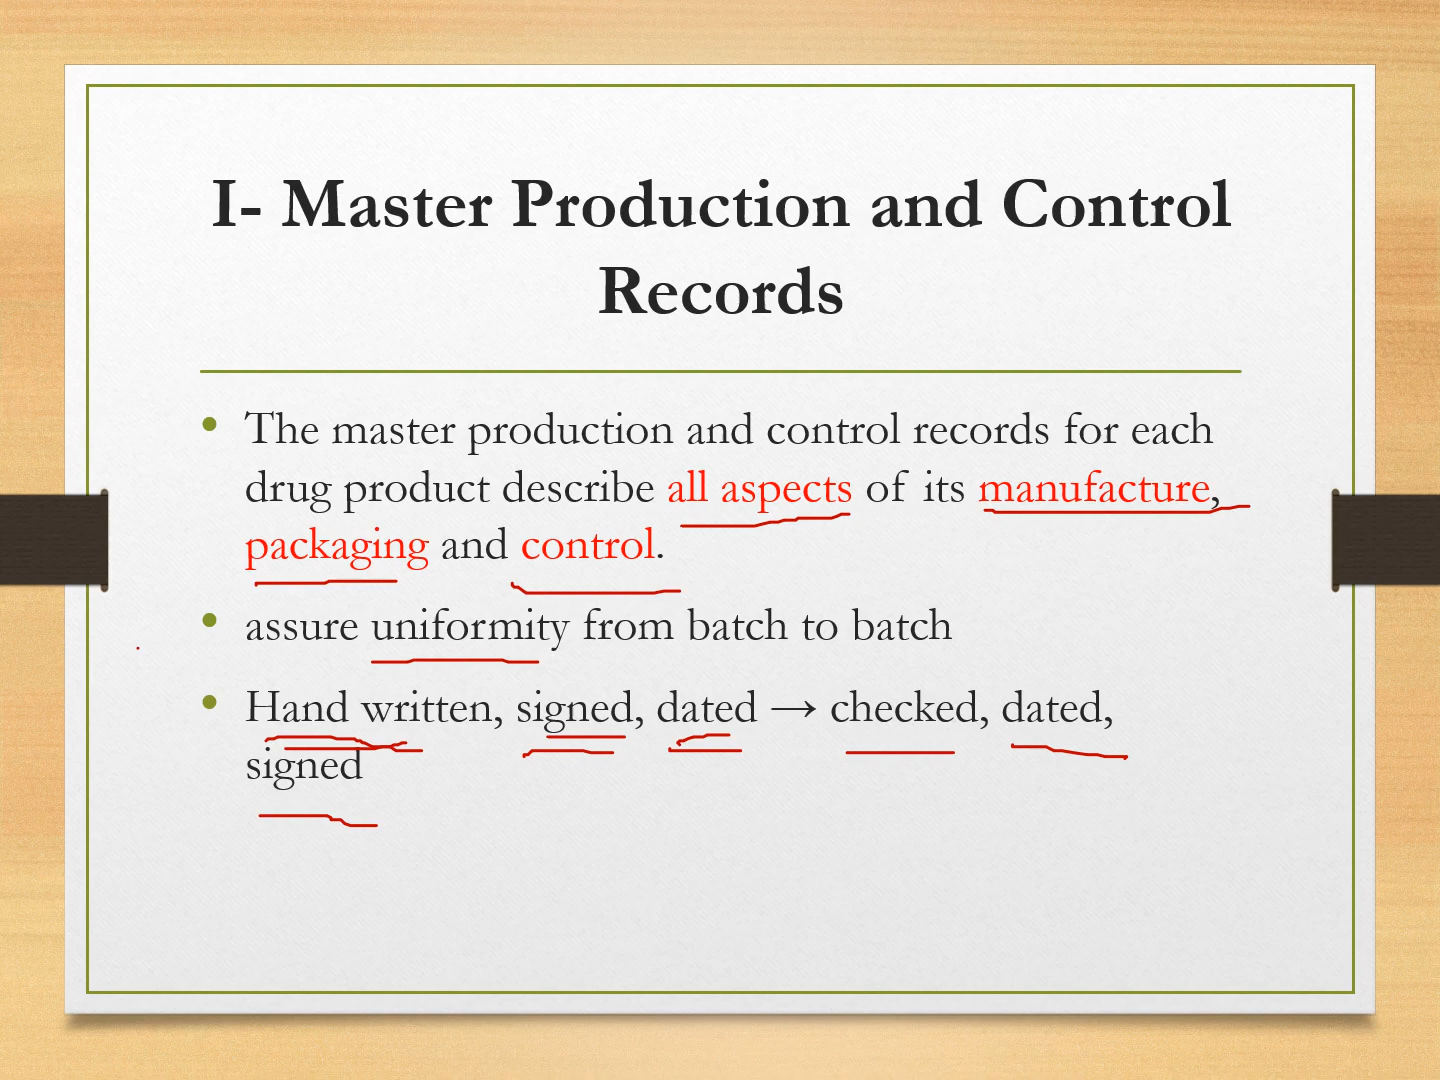 I- Master Production and Control
Records
• The master production and control records for each
drug product describe all aspects of its manufacture,
packaging and control.
• assure uniformity from batch to batch
• Hand written, signed, dated → checked, dated,
signed